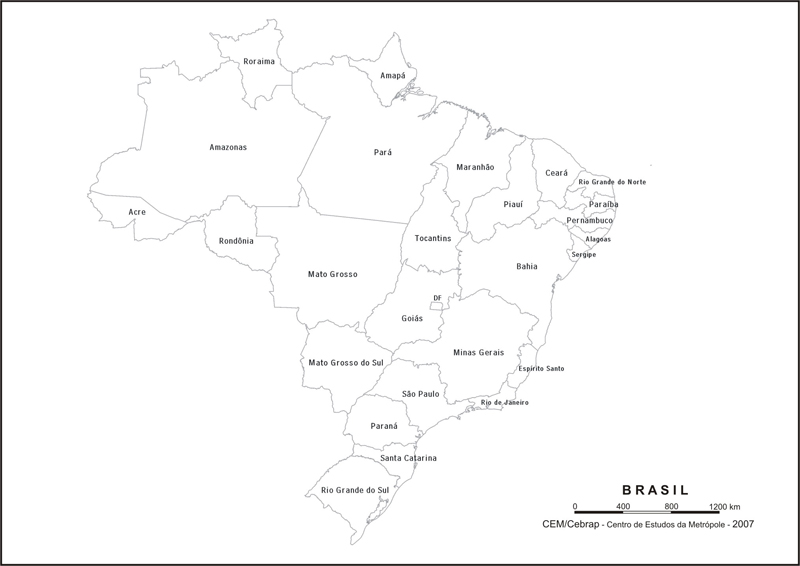 Roraima
Amapá
Amazonas
Pará
Maranhão
Ceará
Rio Grande do Norte
Piauí
Paraíba
Acre
Pernambuco
Rondônia
Tocantins
Alagoas
Sergipe
Mato Grosso
Bahia
DF
Goiás
Minas Gerais
Mato Grosso do Sul
Espírito Santo
São Paulo
Rio de Janeiro
Paraná
Santa Catarina
Rio Grande do Sul
BRASIL
0 400 800 1200 km
CEM/Cebrap - Centro de Estudos da Metrópole - 2007